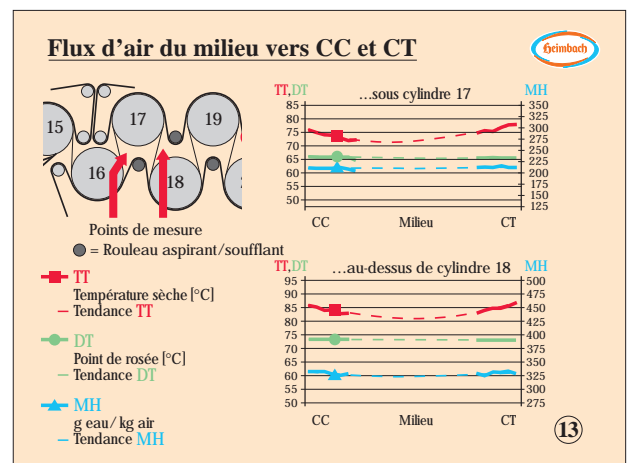 Flux d'air du milieu vers CC et CT
Heimbach
15
17
19
16
18
Points de mesure
= Rouleau aspirant/soufflant
TT
Température sèche [°C]
Tendance TT
DT
Point de rosée [°C]
Tendance DT
MH
g eau/kg air
Tendance MH
TT,DT
...sous cylindre 17
MH
85
80
75
70
65
60
55
50
350
300
275
250
225
200
175
150
125
CC
Milieu
CT
TT,DT
...au-dessus de cylindre 18
MH
95
90
85
80
75
70
65
60
55
50
500
475
450
425
400
375
350
325
300
275
CC
Milieu
CT
13